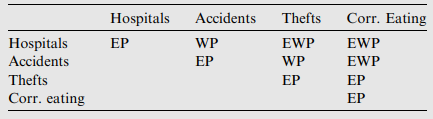 Hospitals Accidents Thefts Corr. Eating
Hospitals EP WP EWP EWP
Accidents EP WP EWP
Thefts EP EP
Corr. eating EP